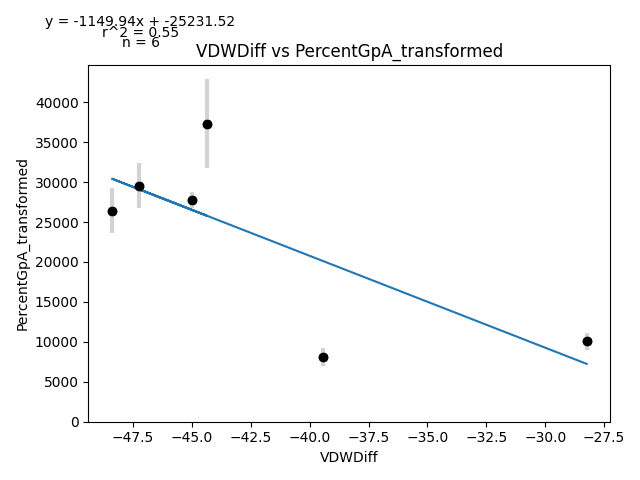 y = -1149.94x + -25231.52
r^2 = 0.55
n = 6
VDWDiff vs PercentGpA_transformed
PercentGpA_transformed
40000
35000
30000
25000
20000
15000
10000
5000
0
−47.5 −45.0 −42.5 −40.0 −37.5 −35.0 −32.5 −30.0 −27.5
VDWDiff